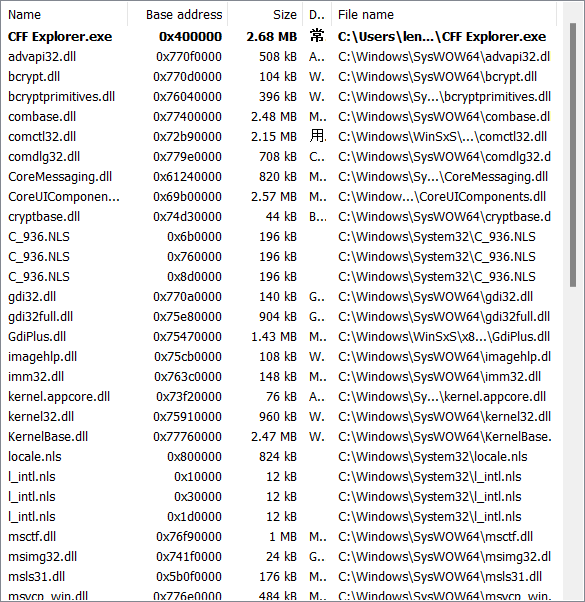 Name Base address Size D.. File name
CFF Explorer.exe 0x400000 2.68 MB 常 C:\Users\len...\CFF Explorer.exe
advapi32.dll 0x770f0000 508 kB A.. C:\Windows\SysWOW64\advapi32.dl
bcrypt.dll 0x770d0000 104 kB W.. C:\Windows\SysWOW64\bcrypt.dll
bcryptprimitives.dll 0x76040000 396 kB W.. C:\Windows\Sy...\bcryptprimitives.dll
combase.dll 0x77400000 2.48 MB M.. C:\Windows\SysWOW64\combase.dll
comctl32.dll 0x72b90000 2.15 MB 用. C:\Windows\WinSxS\...\comctl32.dll
comdlg32.dll 0x779e0000 708 kB C.. C:\Windows\SysWOW64\comdlg32.d
CoreMessaging.dll 0x61240000 820 kB M.. C:\Windows\Sy...\CoreMessaging.dll
CoreUIComponen... 0x69b00000 2.57 MB M.. C:\Window...\CoreUIComponents.dll
cryptbase.dll 0x74d30000 44 kB B.. C:\Windows\SysWOW64\cryptbase.d
C_936.NLS 0x6b0000 196 kB C:\Windows\System32\C_936.NLS
C_936.NLS 0x760000 196 kB C:\Windows\System32\C_936.NLS
C_936.NLS 0x8d0000 196 kB C:\Windows\System32\C_936.NLS
gdi32.dll 0x770a0000 140 kB G.. C:\Windows\SysWOW64\gdi32.dll
gdi32full.dll 0x75e80000 904 kB G.. C:\Windows\SysWOW64\gdi32full.dll
GdiPlus.dll 0x75470000 1.43 MB M.. C:\Windows\WinSxS\x8...\GdiPlus.dll
imagehlp.dll 0x75cb0000 108 kB W.. C:\Windows\SysWOW64\imagehlp.dl
imm32.dll 0x763c0000 148 kB M.. C:\Windows\SysWOW64\imm32.dll
kernel.appcore.dll 0x73f20000 76 kB A.. C:\Windows\Sy...\kernel.appcore.dll
kernel32.dll 0x75910000 960 kB W.. C:\Windows\SysWOW64\kernel32.dll
KernelBase.dll 0x77760000 2.47 MB W.. C:\Windows\SysWOW64\KernelBase.
locale.nls 0x800000 824 kB C:\Windows\System32\locale.nls
l_intl.nls 0x10000 12 kB C:\Windows\System32\l_intl.nls
l_intl.nls 0x30000 12 kB C:\Windows\System32\l_intl.nls
l_intl.nls 0x1d0000 12 kB C:\Windows\System32\l_intl.nls
msctf.dll 0x76f90000 1 MB M.. C:\Windows\SysWOW64\msctf.dll
msimg32.dll 0x741f0000 24 kB G.. C:\Windows\SysWOW64\msimg32.dl
msls31.dll 0x5b0f0000 176 kB M.. C:\Windows\SysWOW64\msls31.dll
msvcp_win.dll 0x776e0000 484 kB M.. C:\Windows\SysWOW64\msvcp_win.d